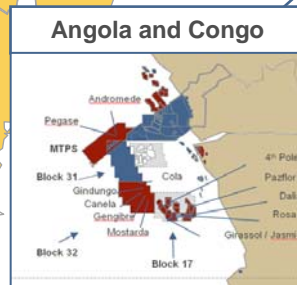 Angola and Congo
Andromede
Pegase
MTPS
Block 31
Cola
4th Pole
Gindungo
Pazflor
Canela
Dali
Gengibre
Rosa
Mostarda
Girassol / Jasmi
Block 32
Block 17